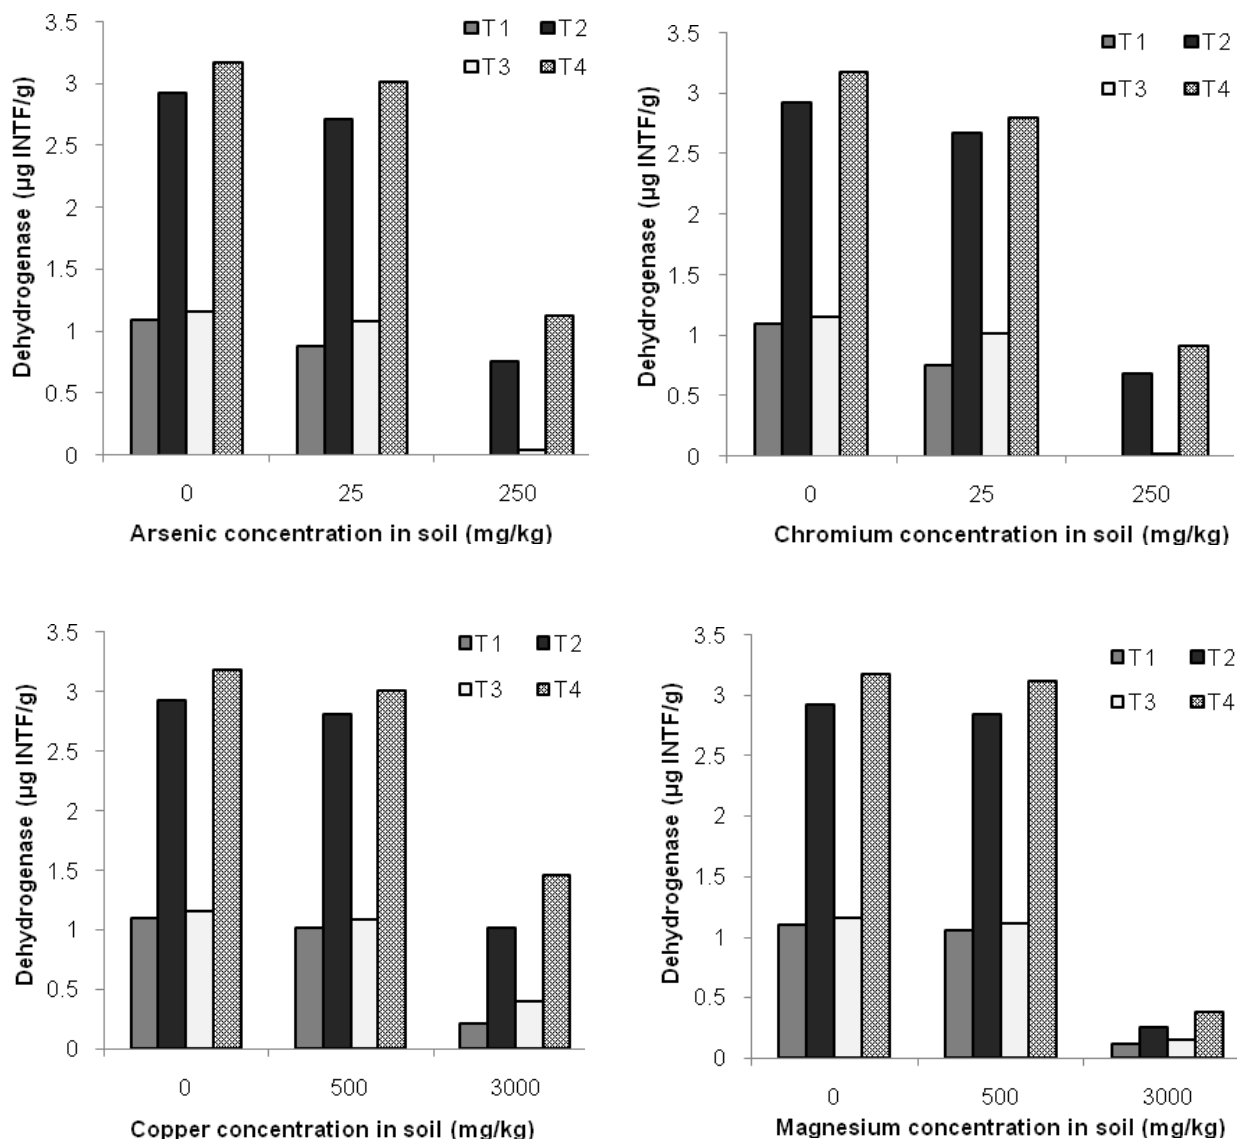 Dehydrogenase (µg INTF/g)
3.5
3
2.5
2
1.5
1
0.5
0
T1 T2
T3 T4
0 25 250
Arsenic concentration in soil (mg/kg)
Dehydrogenase (µg INTF/g)
3.5
3
2.5
2
1.5
1
0.5
0
T1 T2
T3 T4
0 25 250
Chromium concentration in soil (mg/kg)
Dehydrogenase (µg INTF/g)
3.5
3
2.5
2
1.5
1
0.5
0
T1 T2
T3 T4
0 500 3000
Copper concentration in soil (mg/kg)
Dehydrogenase (µg INTF/g)
3.5
3
2.5
2
1.5
1
0.5
0
T1 T2
T3 T4
0 500 3000
Magnesium concentration in soil (mg/kg)